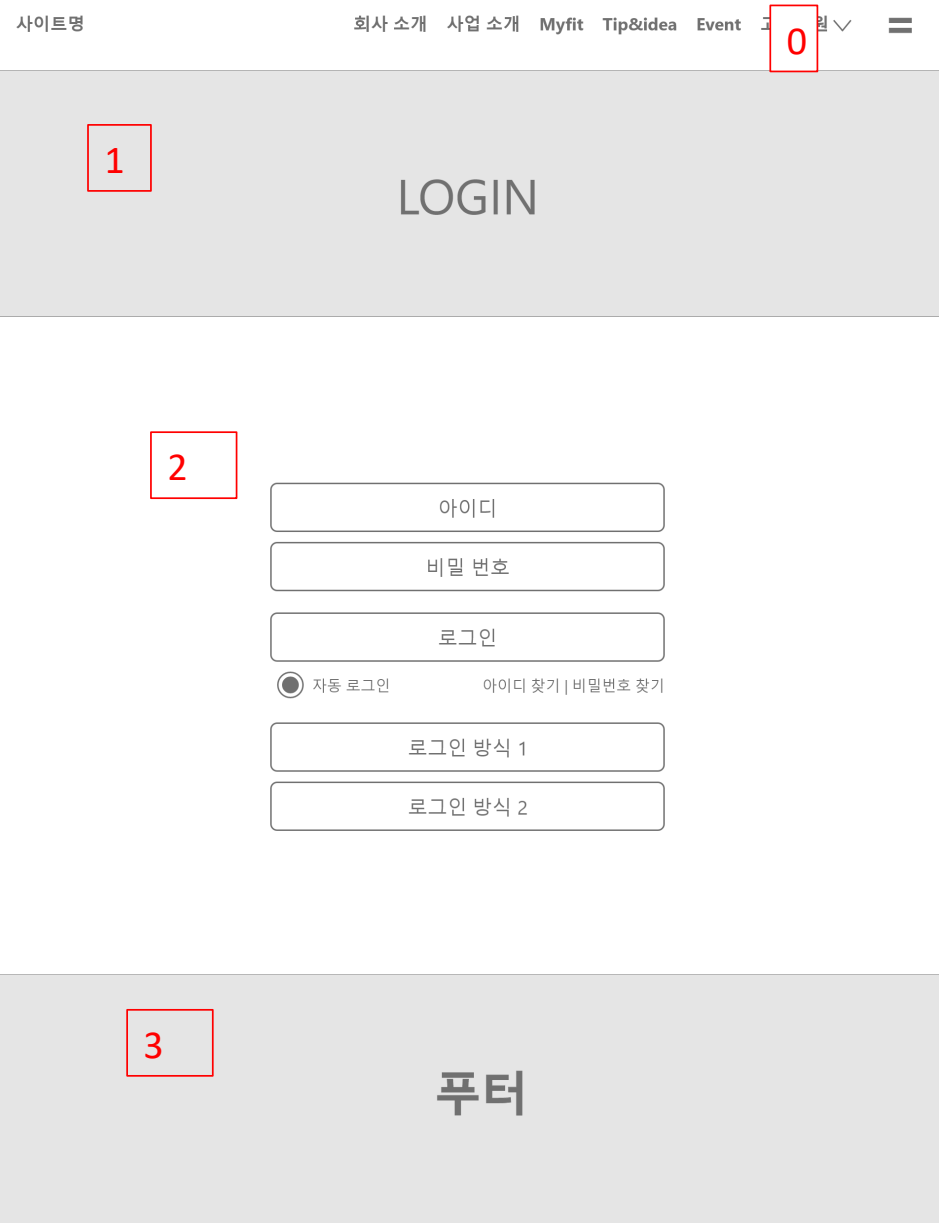 사이트명 회사 소개 사업 소개 Myfit Tip&idea Event
0
1
LOGIN
2
아이디
비밀 번호
로그인
자동 로그인 아이디 찾기 | 비밀번호 찾기
로그인 방식 1
로그인 방식 2
3
푸터